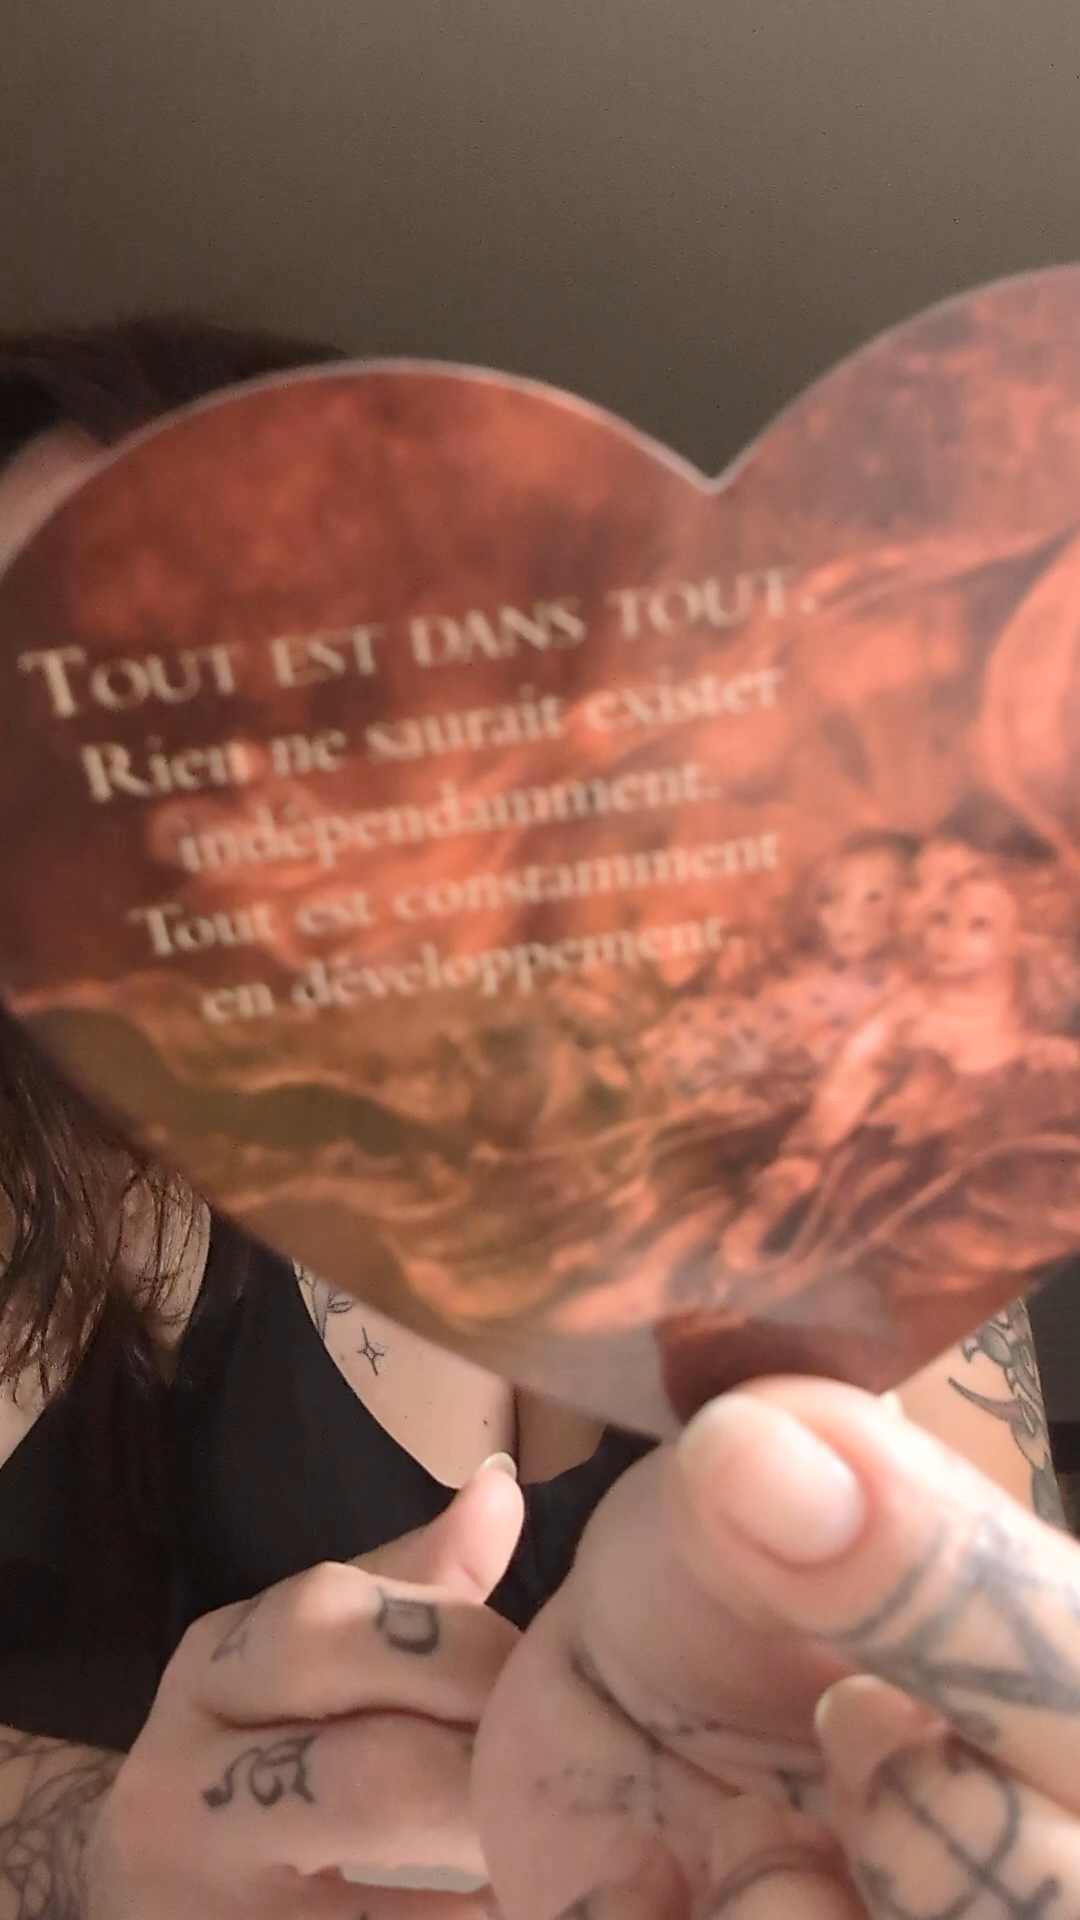 TOUT EST DANS TOUT.
Rien ne saurait exister
indépendamment.
Tout est constamment
en développement.